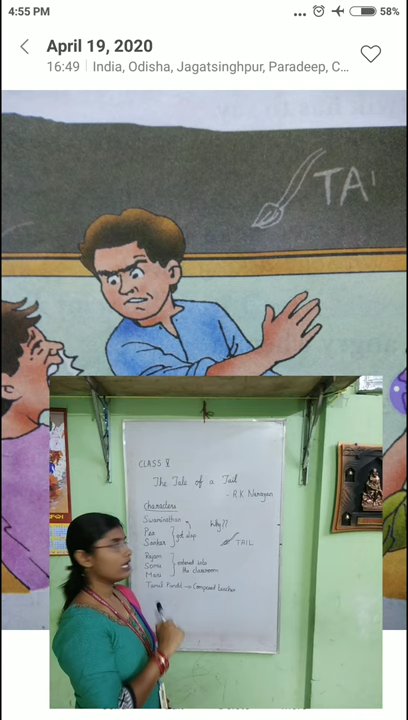 4:55 PM
58%
April 19, 2020
16:49 India, Odisha, Jagatsinghpur, Paradeep, C...
TAI
CLASS 8
The Tale of a Tail
- R.K Narayan
Characters
Swaminathan
Pea
Sankar
got slap
Why??
TAIL
Rajam
Somu
Mani
entered into
the classroom
Tamil Pundit → Composed teacher